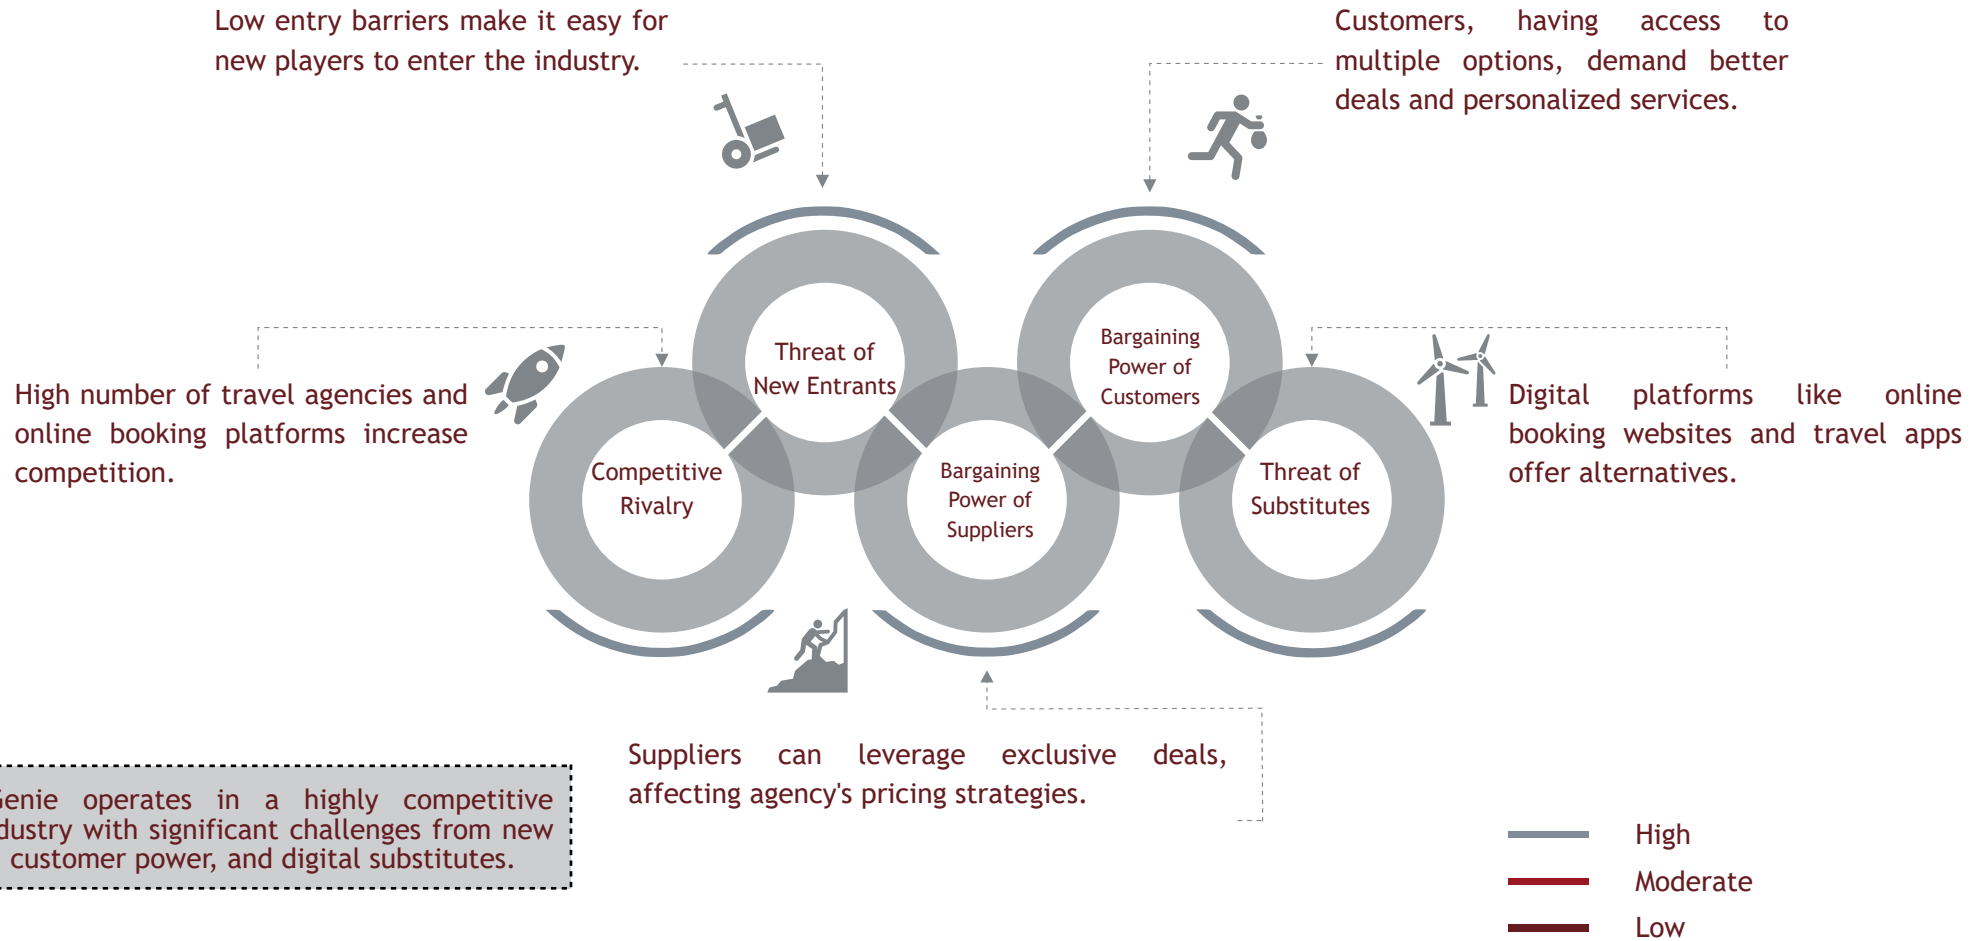 Low entry barriers make it easy for
new players to enter the industry.
Customers, having access to
multiple options, demand better
deals and personalized services.
High number of travel agencies and
online booking platforms increase
competition.
Threat of
New Entrants
Bargaining
Power of
Customers
Digital platforms like online
booking websites and travel apps
offer alternatives.
Competitive
Rivalry
Bargaining
Power of
Suppliers
Threat of
Substitutes
Suppliers can leverage exclusive deals,
affecting agency's pricing strategies.
operates in a highly competitive
with significant challenges from new
customer power, and digital substitutes.
High
Moderate
Low